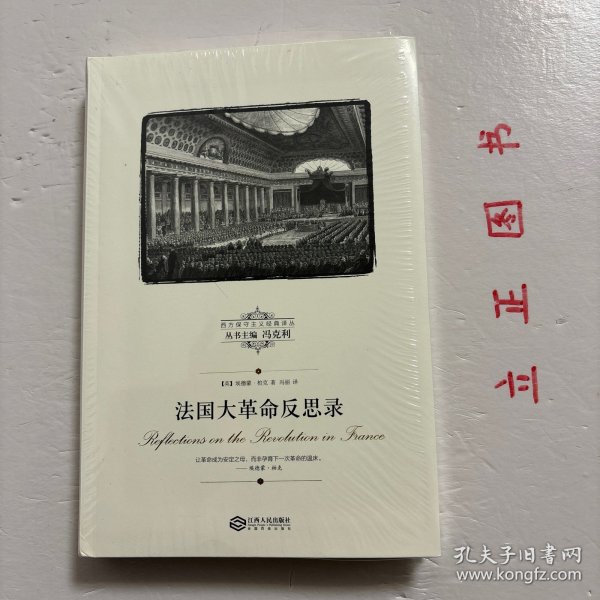 西方保守主义经典译丛
丛书主编 冯克利
【英】埃德蒙·柏克 著 冯丽 译
法国大革命反思录
Reflections on the Revolution in France
让革命成为安定之母，而非孕育下一次革命的温床。
——埃德蒙·柏克
江西人民出版社
立正图书
孔夫子旧书网
www.kongfz.com